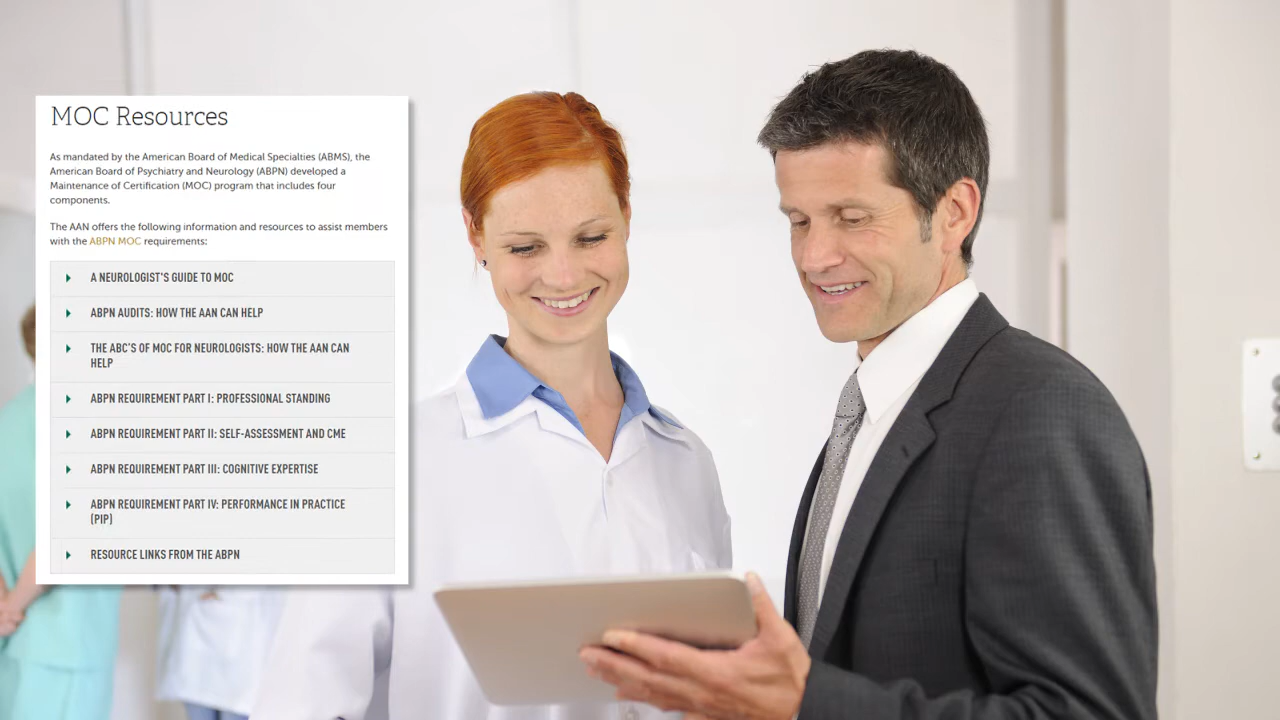 MOC Resources
As mandated by the American Board of Medical Specialties (ABMS), the
American Board of Psychiatry and Neurology (ABPN) developed a
Maintenance of Certification (MOC) program that includes four
components.
The AAN offers the following information and resources to assist members
with the ABPN MOC requirements:
A NEUROLOGIST'S GUIDE TO MOC
ABPN AUDITS: HOW THE AAN CAN HELP
THE ABC'S OF MOC FOR NEUROLOGISTS: HOW THE AAN CAN
HELP
ABPN REQUIREMENT PART I: PROFESSIONAL STANDING
ABPN REQUIREMENT PART II: SELF-ASSESSMENT AND CME
ABPN REQUIREMENT PART III: COGNITIVE EXPERTISE
ABPN REQUIREMENT PART IV: PERFORMANCE IN PRACTICE
(PIP)
RESOURCE LINKS FROM THE ABPN